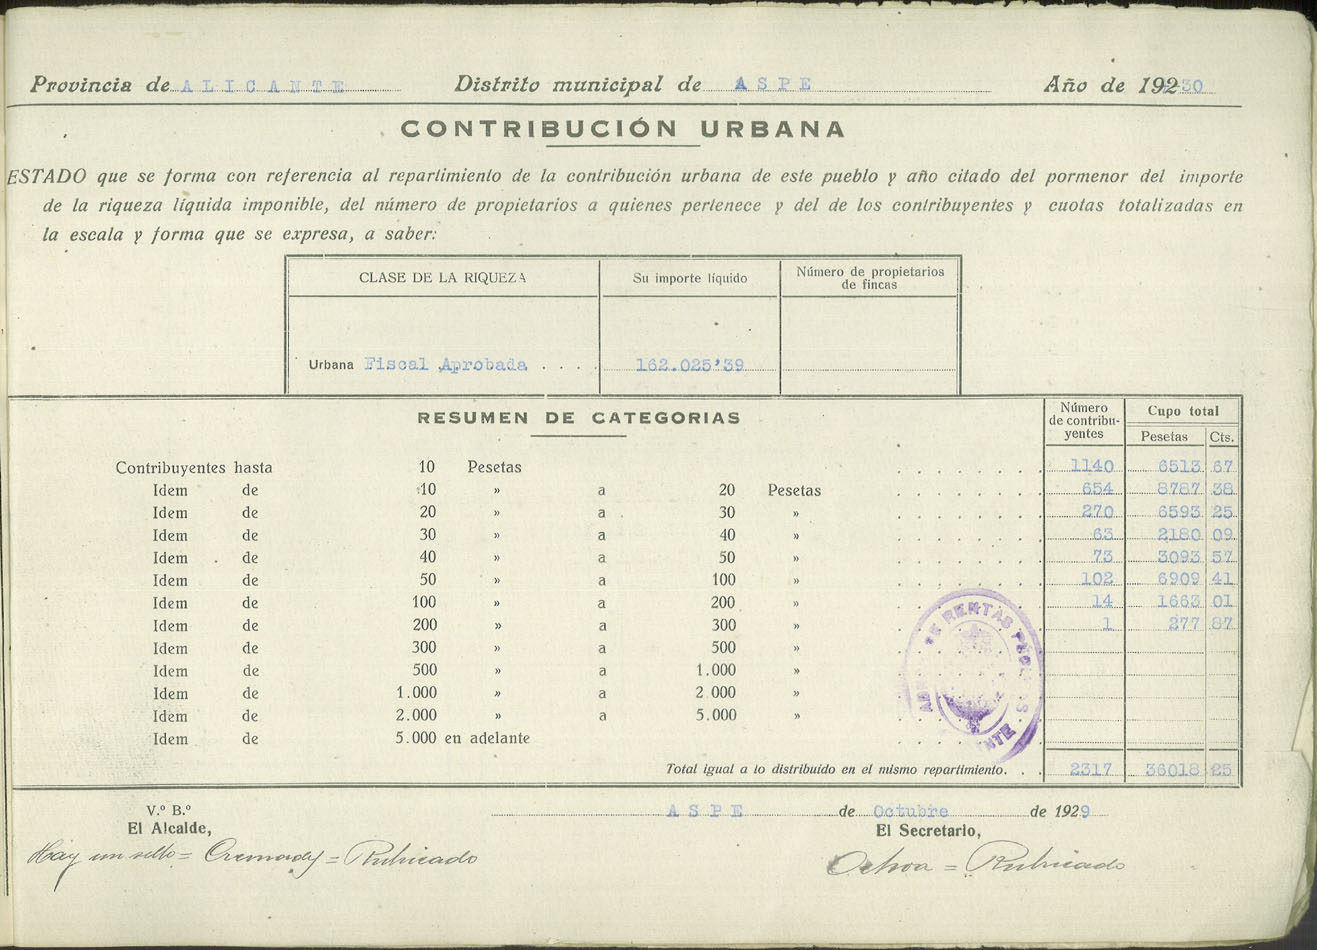 Provincia de ALICANTE Distrito municipal de ASPE Año de 192 30
CONTRIBUCIÓN URBANA
ESTADO que se forma con referencia al repartimiento de la contribución urbana de este pueblo y año citado del pormenor del importe
de la riqueza líquida imponible, del número de propietarios a quienes pertenece y del de los contribuyentes y cuotas totalizadas en
la escala y forma que se expresa, a saber:
CLASE DE LA RIQUEZA Su importe líquido Número de propietarios
de fincas
Urbana Fiscal Aprobada . . . . 162.025'39
RESUMEN DE CATEGORIAS
Número
de contribu-
yentes
Cupo total
Pesetas Cts.
Contribuyentes hasta 10 Pesetas 1140 6513 67
Idem de 10 » a 20 Pesetas 654 8787 38
Idem de 20 » a 30 » 270 6593 25
Idem de 30 » a 40 » 63 2180 09
Idem de 40 » a 50 » 73 3093 57
Idem de 50 » a 100 » 102 6909 41
Idem de 100 » a 200 » 14 1663 01
Idem de 200 » a 300 » 1 277 87
Idem de 300 » a 500 »
Idem de 500 » a 1.000 »
Idem de 1.000 » a 2 000 »
Idem de 2.000 » a 5.000 »
Idem de 5.000 en adelante
RENTAS
Total igual a lo distribuído en el mismo repartimiento. . . 2317 36018 25
ASPE de Octubre de 1929
V.º B.º
El Alcalde,
El Secretario,
Hay un sello = Cremades = Rubricado
Ochoa = Rubricado